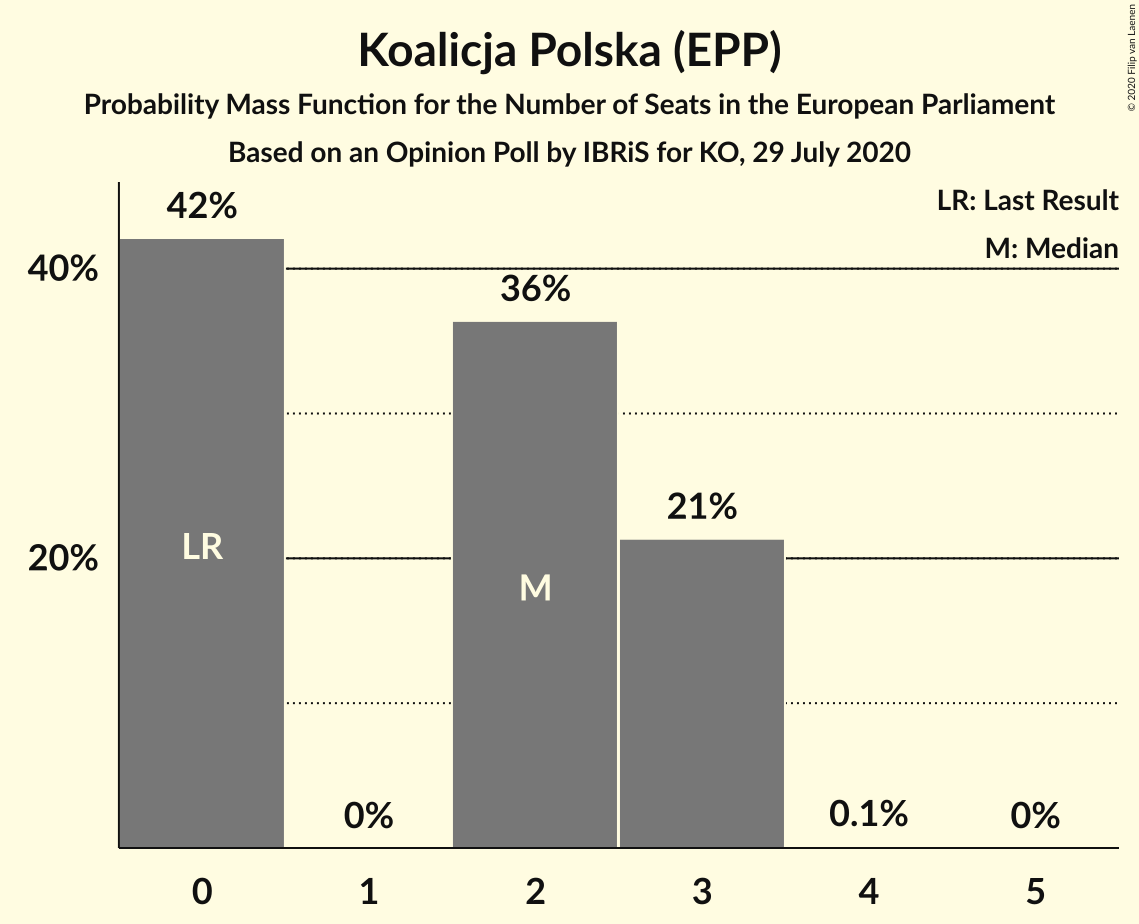 Koalicja Polska (EPP)
Probability Mass Function for the Number of Seats in the European Parliament
Based on an Opinion Poll by IBRiS for KO, 29 July 2020
© 2020 Filip van Laenen
LR: Last Result
M: Median
42%
40%
36%
21%
20%
LR
M
0%
0.1%
0%
0
1
2
3
4
5